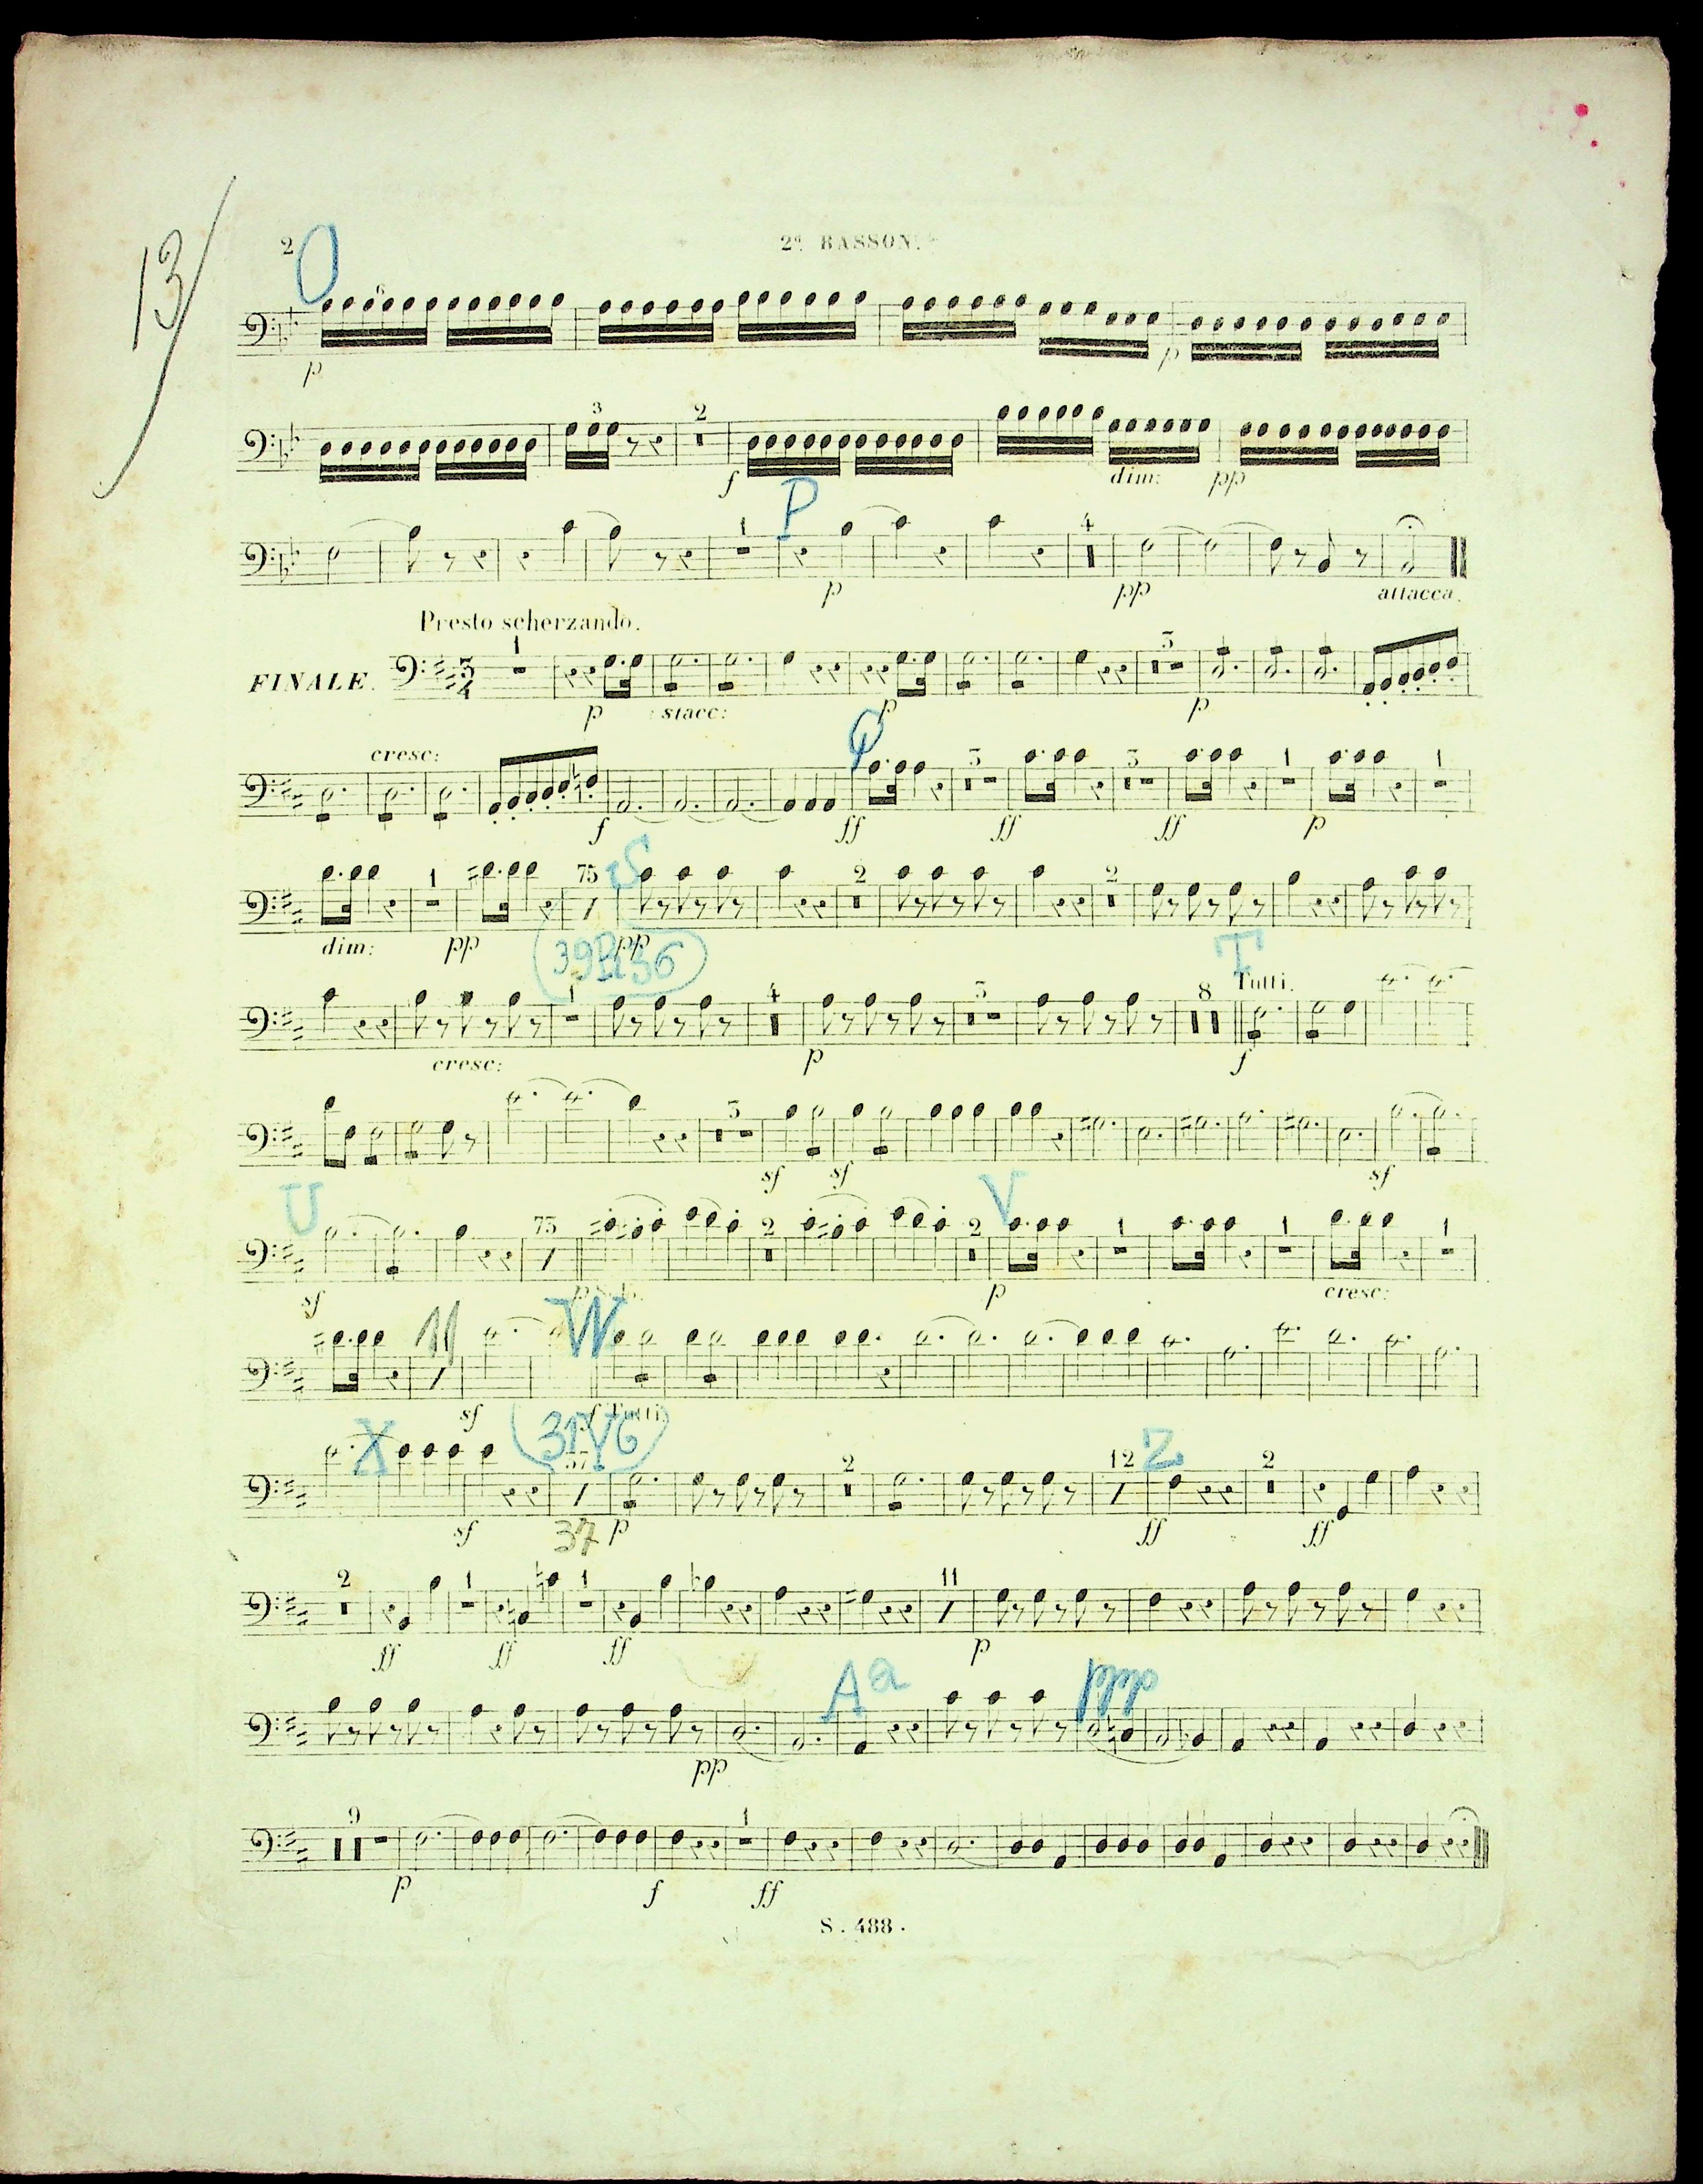 13
2 O 2d. BASSON.
6
p p
3 2
f dim: pp
1 P 4
p pp attacca.
Presto scherzando.
FINALE. 3/4 1 3
p stacc: p p
cresc: Q 3 3 1 1
f ff ff ff p
1 75 S 2 2
dim: pp pp
39
T
1 4 3 8 Tutti.
cresc: p f
3
sf sf sf
U 75 2 2 V 1 1 1
sf p p cresc:
11 W
sf f Tutti
X 37 2 12 Z 2
sf 37 p ff ff
2 1 1 11
ff ff ff p
Aa ppp
pp
9 1
p f ff
S. 488.